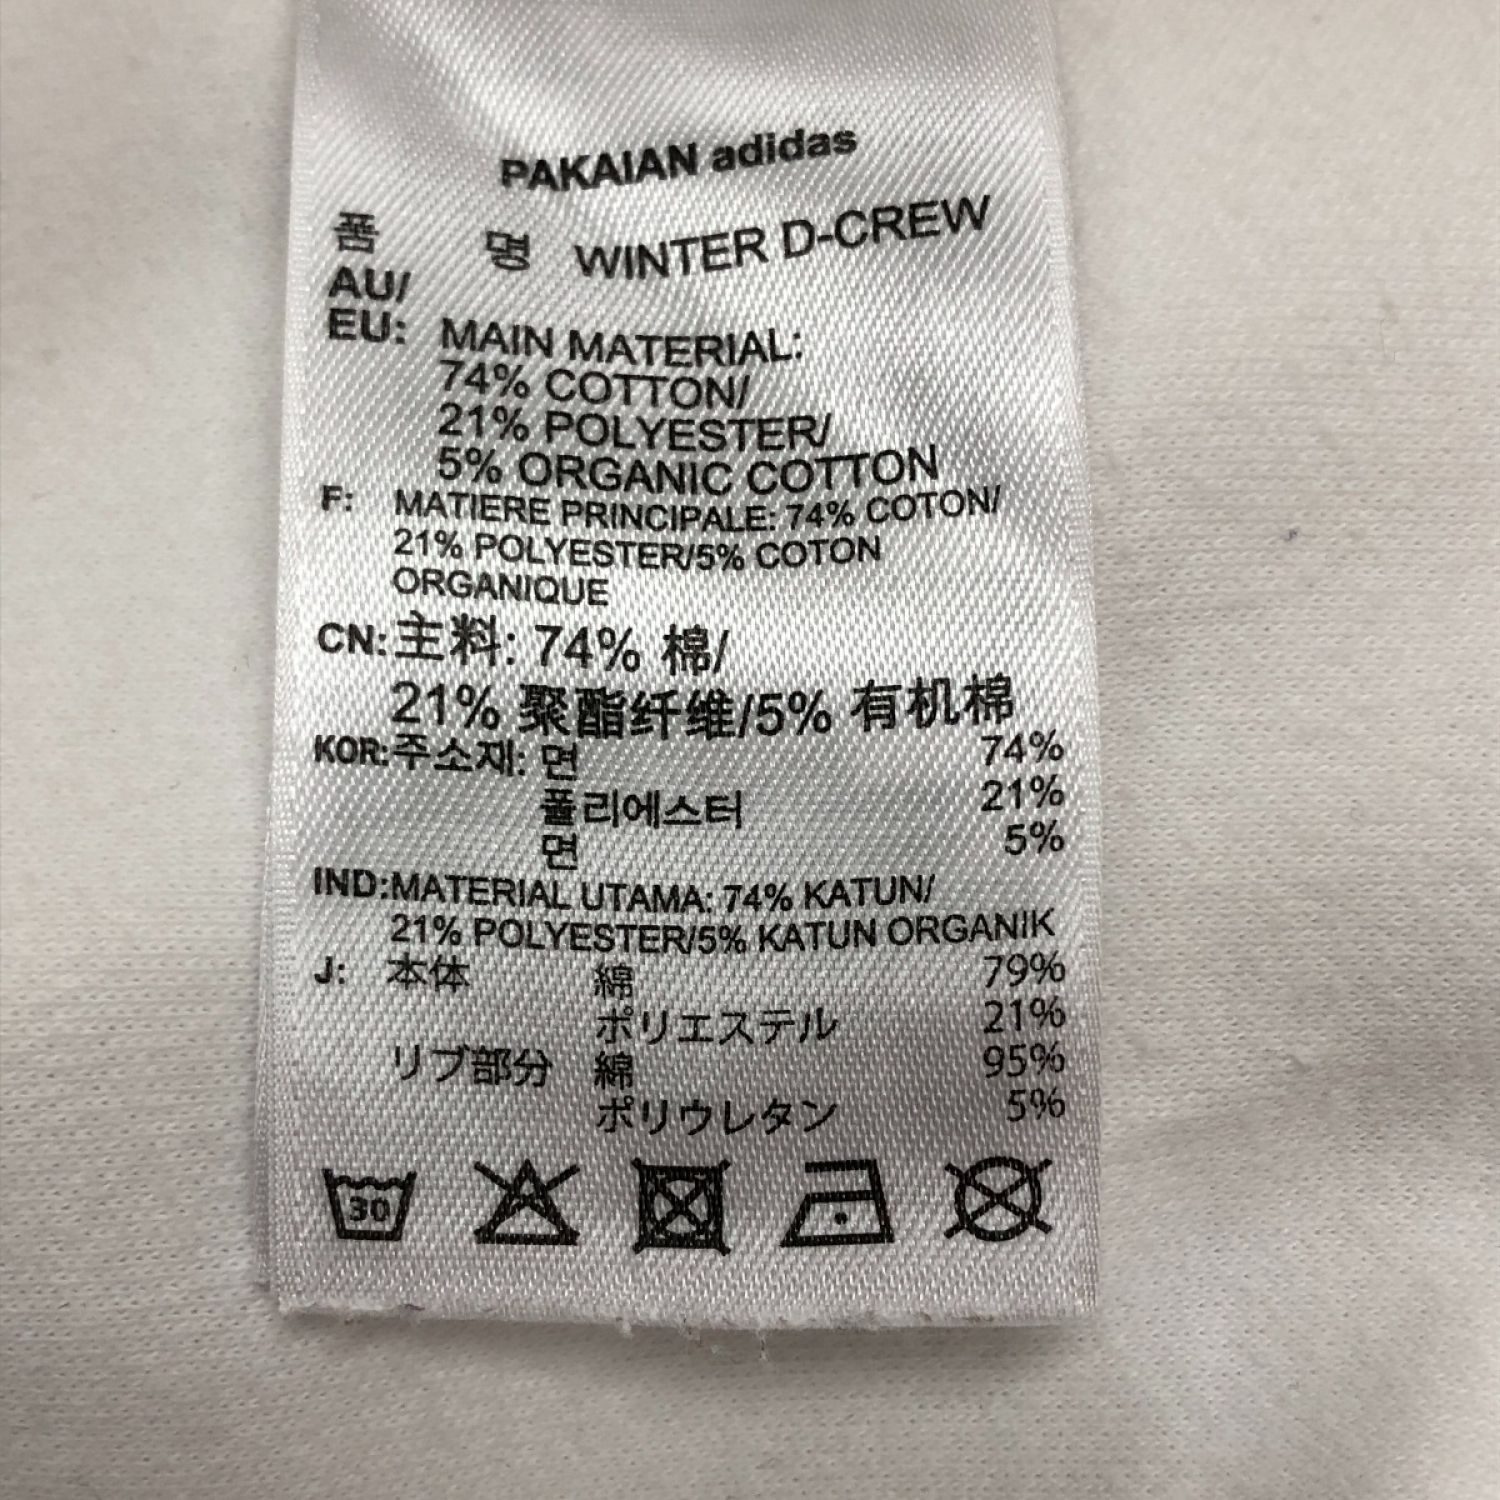 PAKAIAN adidas
품 명 WINTER D-CREW
AU/
EU: MAIN MATERIAL:
74% COTTON/
21% POLYESTER/
5% ORGANIC COTTON
F: MATIERE PRINCIPALE: 74% COTON/
21% POLYESTER/5% COTON
ORGANIQUE
CN:主料: 74% 棉/
21% 聚酯纤维/5% 有机棉
KOR:주소재: 면 74%
폴리에스터 21%
면 5%
IND:MATERIAL UTAMA: 74% KATUN/
21% POLYESTER/5% KATUN ORGANIK
J: 本体 綿 79%
ポリエステル 21%
リブ部分 綿 95%
ポリウレタン 5%
30